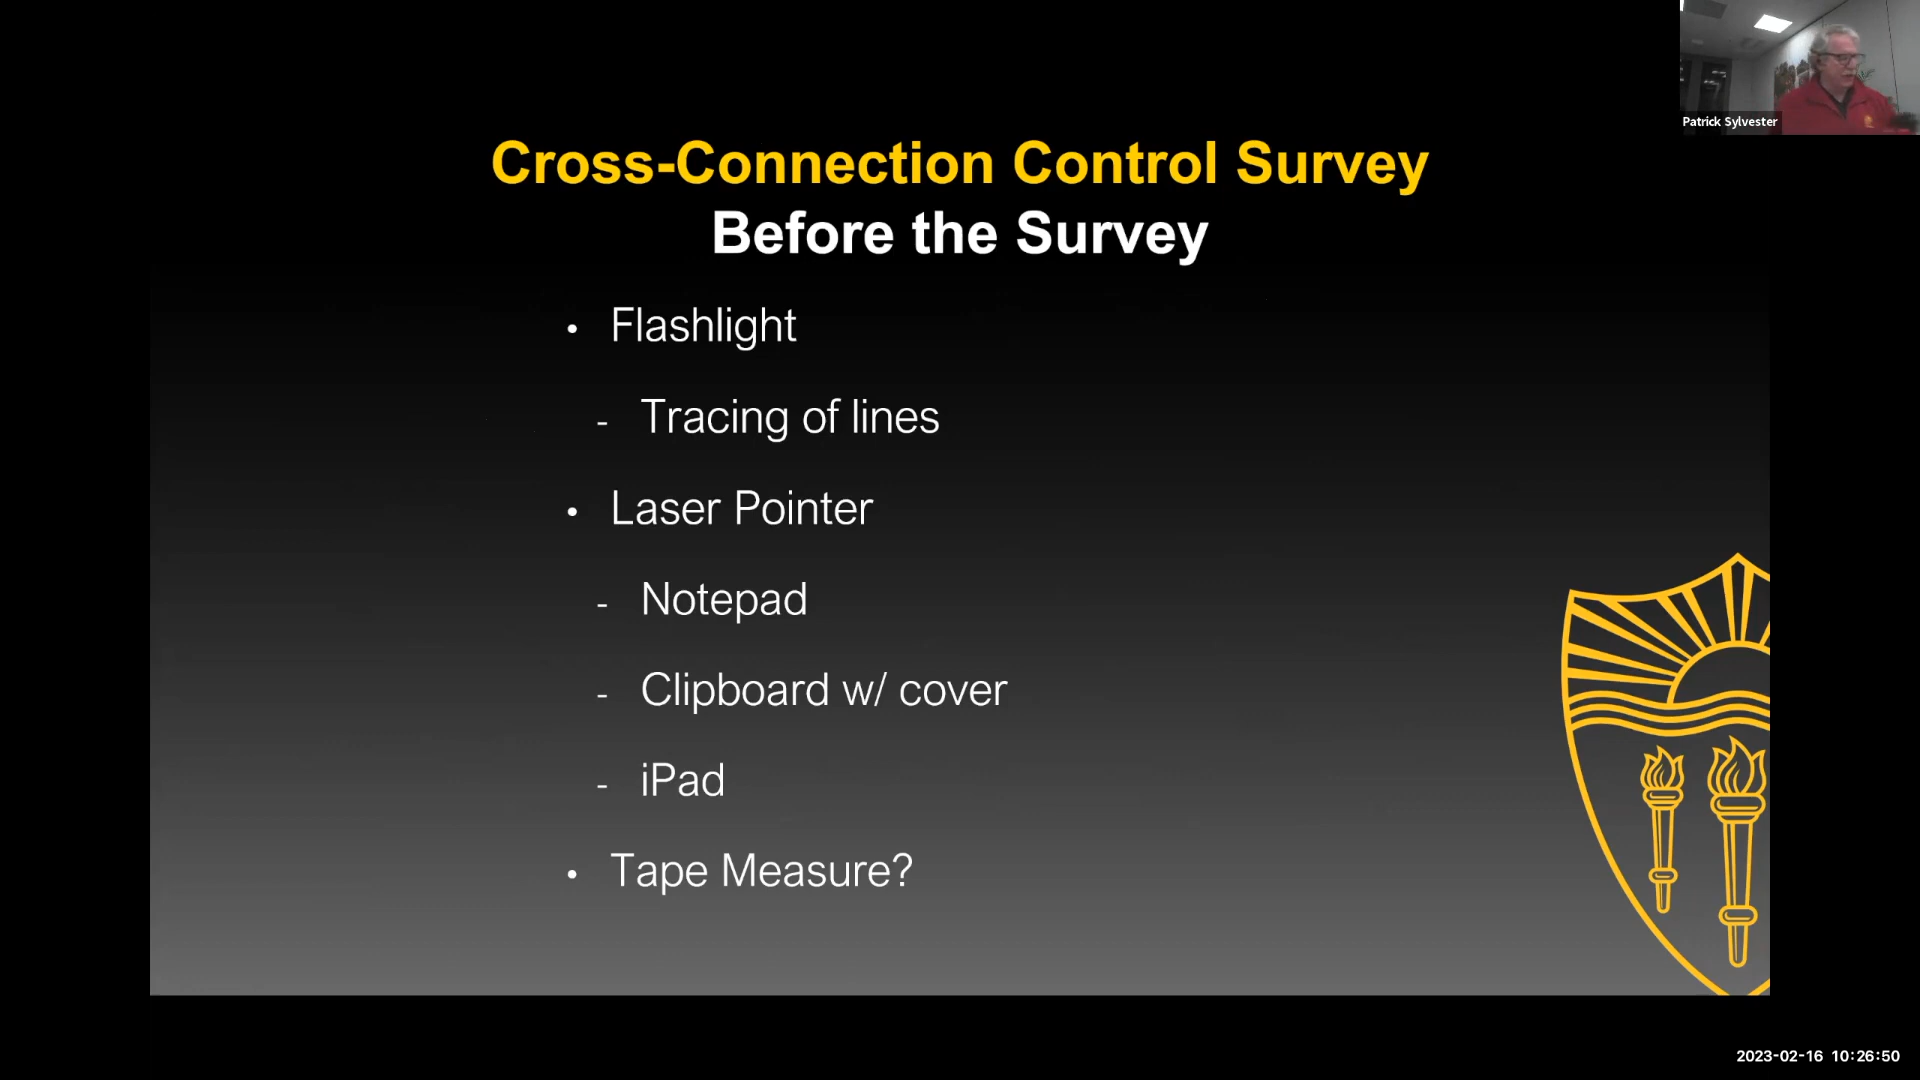 Patrick Sylvester
Cross-Connection Control Survey
Before the Survey
• Flashlight
- Tracing of lines
• Laser Pointer
- Notepad
- Clipboard w/ cover
- iPad
• Tape Measure?
2023-02-16 10:26:50